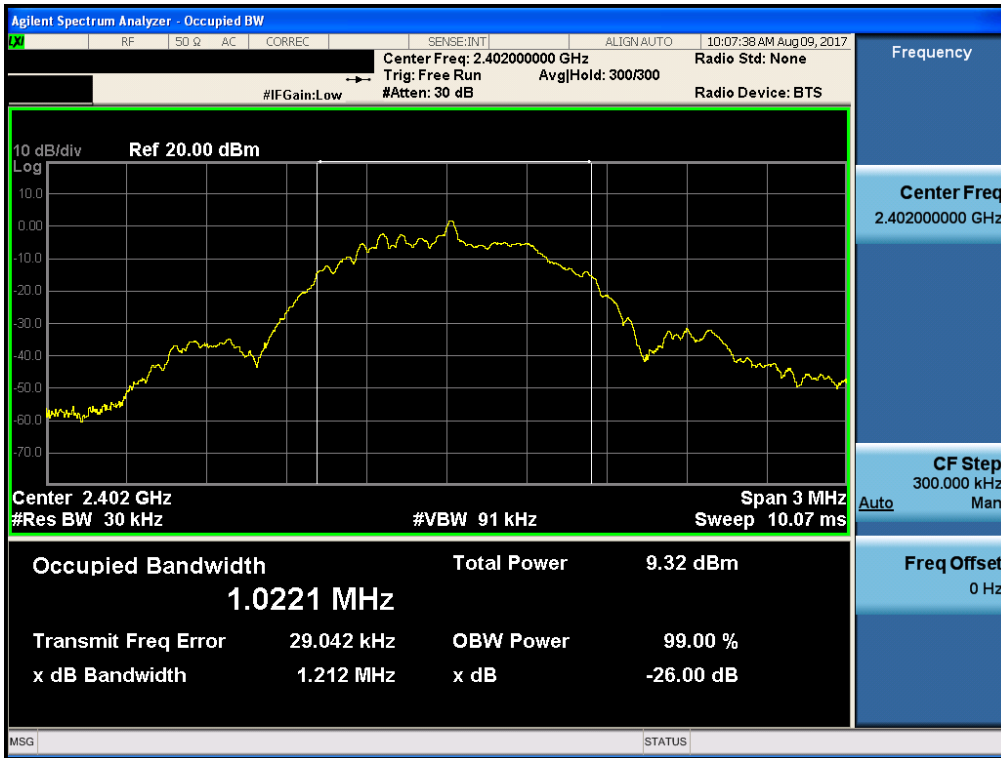 Agilent Spectrum Analyzer - Occupied BW
LXI RF 50 Ω AC CORREC SENSE:INT ALIGN AUTO 10:07:38 AM Aug 09, 2017
Center Freq: 2.402000000 GHz Radio Std: None
Trig: Free Run Avg|Hold: 300/300
#IFGain:Low #Atten: 30 dB Radio Device: BTS
10 dB/div Ref 20.00 dBm
Log
10.0
0.00
-10.0
-20.0
-30.0
-40.0
-50.0
-60.0
-70.0
Center 2.402 GHz Span 3 MHz
#Res BW 30 kHz #VBW 91 kHz Sweep 10.07 ms
Occupied Bandwidth Total Power 9.32 dBm
1.0221 MHz
Transmit Freq Error 29.042 kHz OBW Power 99.00 %
x dB Bandwidth 1.212 MHz x dB -26.00 dB
MSG STATUS
Frequency
Center Freq
2.402000000 GHz
CF Step
300.000 kHz
Auto Man
Freq Offset
0 Hz